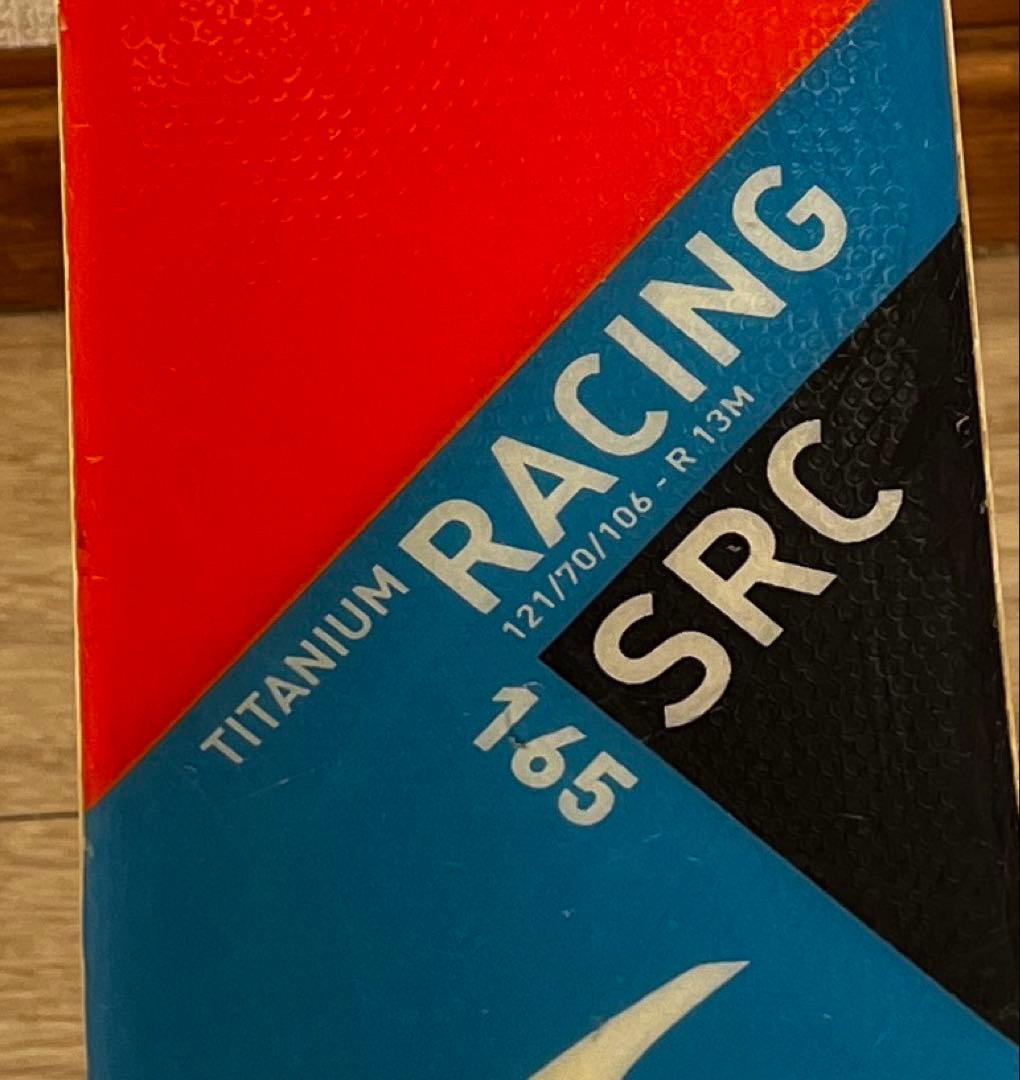 TITANIUM RACING
121/70/106 - R 13M
SRC
165